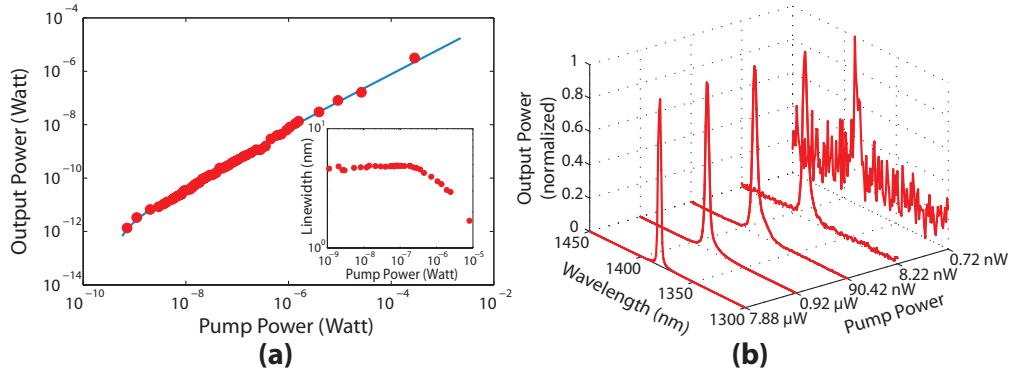 10⁻⁴
10⁻⁶
10⁻⁸
10⁻¹⁰
10⁻¹²
10⁻¹⁴
Output Power (Watt)
10⁻¹⁰
10⁻⁸
10⁻⁶
10⁻⁴
10⁻²
Pump Power (Watt)
10¹
10⁰
Linewidth (nm)
10⁻⁹
10⁻⁸
10⁻⁷
10⁻⁶
10⁻⁵
Pump Power (Watt)
(a)
1
0.8
0.6
0.4
0.2
0
Output Power
(normalized)
1450
1400
1350
1300
Wavelength (nm)
7.88 µW
0.92 µW
90.42 nW
8.22 nW
0.72 nW
Pump Power
(b)